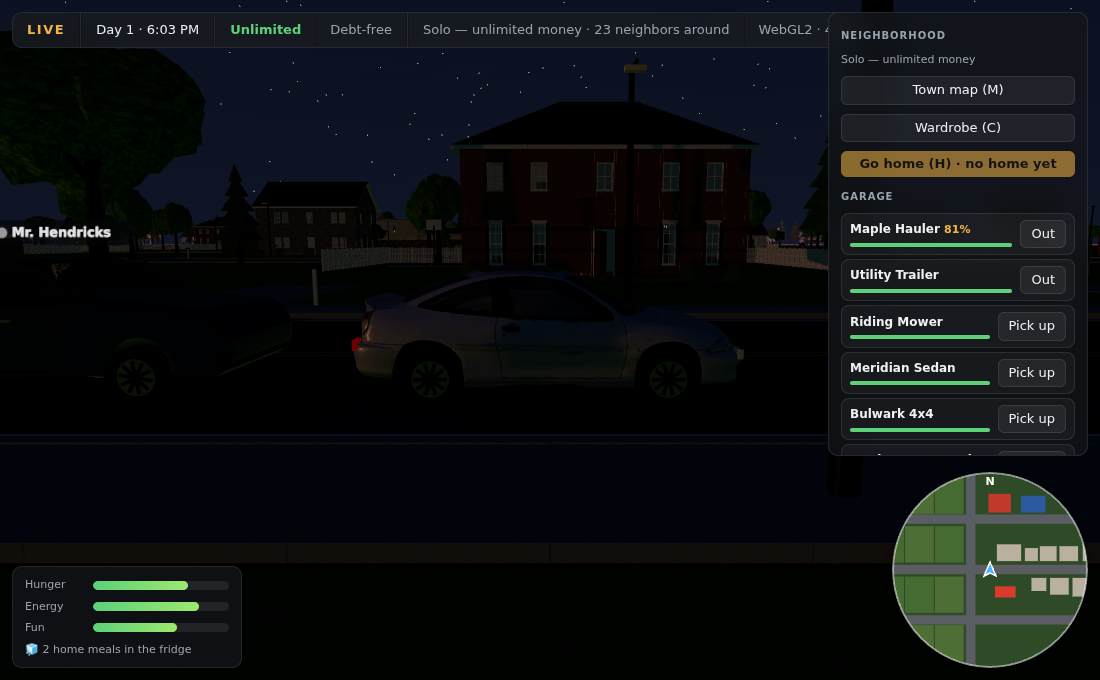 LIVE
Day 1 · 6:03 PM
Unlimited
Debt-free
Solo — unlimited money · 23 neighbors around
WebGL2 ·
NEIGHBORHOOD
Solo — unlimited money
Town map (M)
Wardrobe (C)
Go home (H) · no home yet
GARAGE
Maple Hauler 81%
Out
Utility Trailer
Out
Riding Mower
Pick up
Meridian Sedan
Pick up
Bulwark 4x4
Pick up
Mr. Hendricks
N
Hunger
Energy
Fun
2 home meals in the fridge